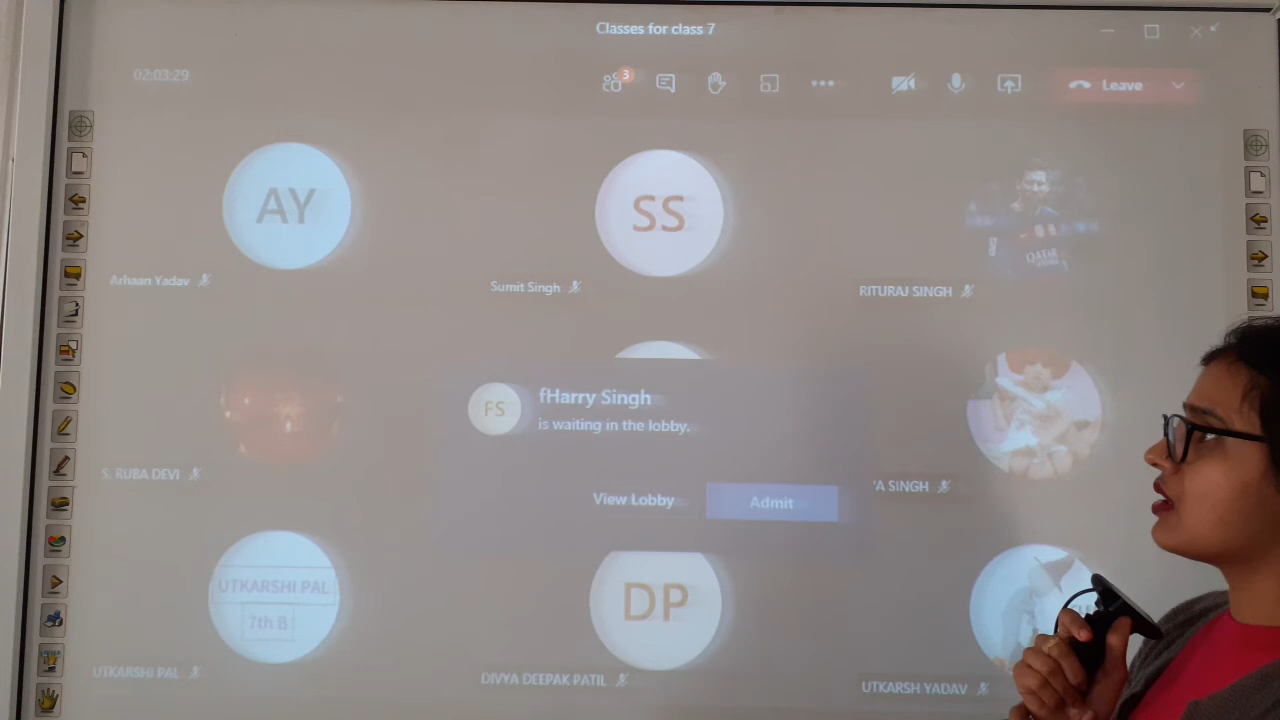 Classes for class 7
02:03:29
3
Leave
AY
SS
QATAR
Arhaan Yadav
Sumit Singh
RITURAJ SINGH
FS
fHarry Singh
is waiting in the lobby.
S. RUBA DEVI
'A SINGH
View Lobby
Admit
UTKARSHI PAL
7th B
DP
UTKARSHI PAL
DIVYA DEEPAK PATIL
UTKARSH YADAV